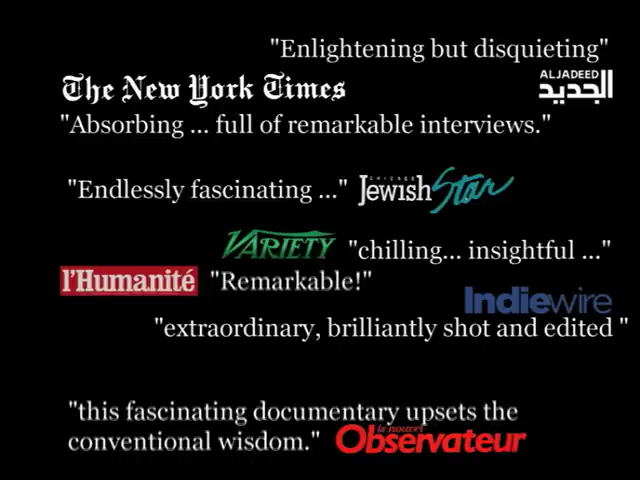 "Enlightening but disquieting"
The New York Times
ALJADEED
الجديد
"Absorbing ... full of remarkable interviews."
"Endlessly fascinating ..."
CHICAGO
Jewish Star
VARIETY
"chilling... insightful ..."
l'Humanité
"Remarkable!"
Indiewire
"extraordinary, brilliantly shot and edited "
"this fascinating documentary upsets the
conventional wisdom."
le nouvel
Observateur